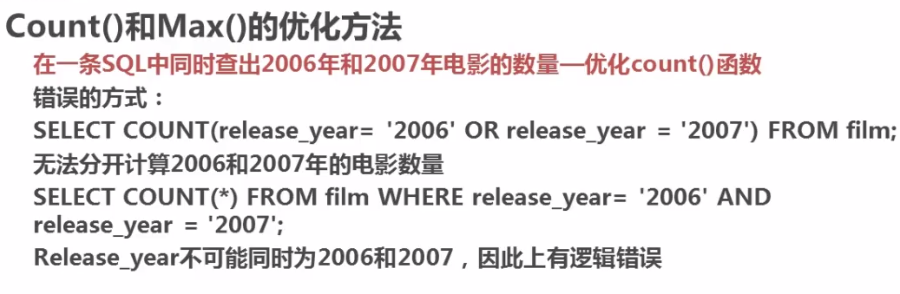 Count()和Max()的优化方法
在一条SQL中同时查出2006年和2007年电影的数量—优化count()函数
错误的方式：
SELECT COUNT(release_year= '2006' OR release_year = '2007') FROM film;
无法分开计算2006和2007年的电影数量
SELECT COUNT(*) FROM film WHERE release_year= '2006' AND
release_year = '2007';
Release_year不可能同时为2006和2007，因此上有逻辑错误